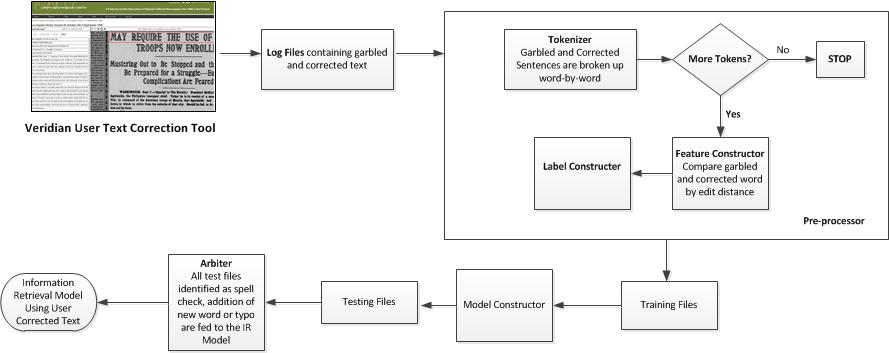 MAY REQUIRE THE USE OF
TROOPS NOW ENROLL
Mustering Out to Be Stopped and th
Be Prepared for a Struggle—Eu
Complications Are Feared
Veridian User Text Correction Tool
Log Files containing garbled
and corrected text
Tokenizer
Garbled and Corrected
Sentences are broken up
word-by-word
More Tokens?
No
STOP
Yes
Label Constructer
Feature Constructor
Compare garbled
and corrected word
by edit distance
Pre-processor
Information
Retrieval Model
Using User
Corrected Text
Arbiter
All test files
identified as spell
check, addition of
new word or typo
are fed to the IR
Model
Testing Files
Model Constructor
Training Files